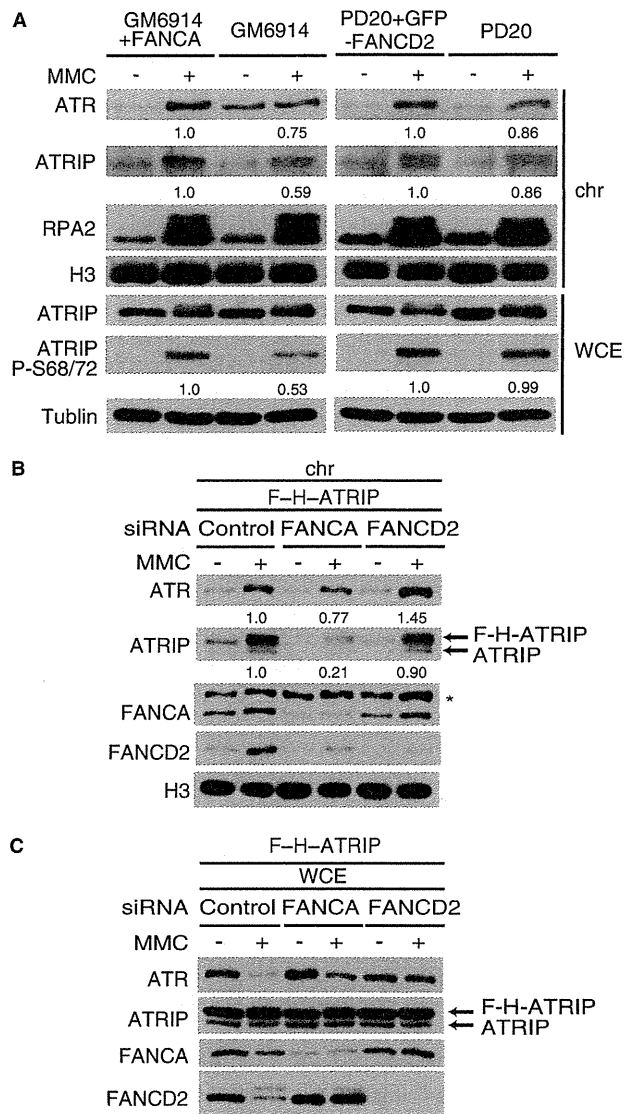 A
GM6914
+FANCA
GM6914
PD20+GFP
-FANCD2
PD20
MMC - + - + - + - +
ATR
1.0 0.75 1.0 0.86
ATRIP
1.0 0.59 1.0 0.86
RPA2
H3
chr
ATRIP
ATRIP
P-S68/72
1.0 0.53 1.0 0.99
Tublin
WCE
B
chr
F-H-ATRIP
siRNA Control FANCA FANCD2
MMC - + - + - +
ATR
1.0 0.77 1.45
ATRIP ← F-H-ATRIP
← ATRIP
1.0 0.21 0.90
*
FANCA
FANCD2
H3
C
F-H-ATRIP
WCE
siRNA Control FANCA FANCD2
MMC - + - + - +
ATR
ATRIP ← F-H-ATRIP
← ATRIP
FANCA
FANCD2